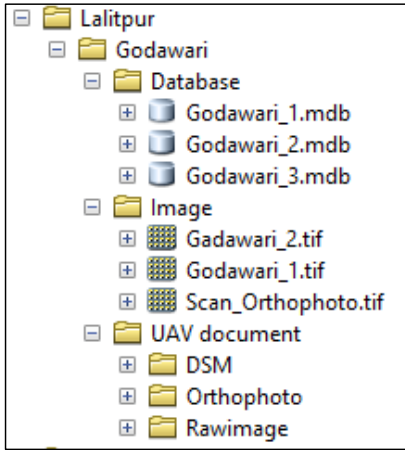 Lalitpur
Godawari
Database
Godawari_1.mdb
Godawari_2.mdb
Godawari_3.mdb
Image
Gadawari_2.tif
Godawari_1.tif
Scan_Orthophoto.tif
UAV document
DSM
Orthophoto
Rawimage